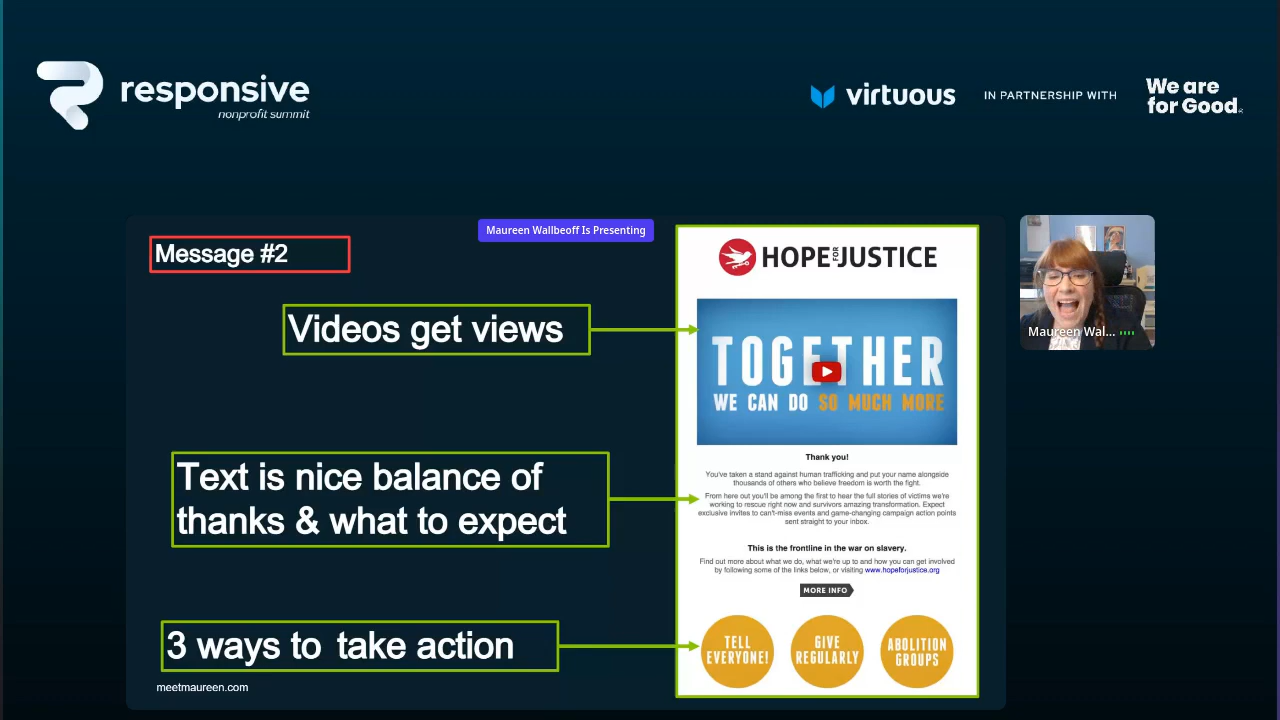 responsive
nonprofit summit
virtuous
IN PARTNERSHIP WITH
We are
for Good.
Maureen Wallbeoff Is Presenting
Message #2
Videos get views
Text is nice balance of
thanks & what to expect
3 ways to take action
meetmaureen.com
HOPE FOR JUSTICE
TOGETHER
WE CAN DO SO MUCH MORE
Thank you!
You've taken a stand against human trafficking and put your name alongside
thousands of others who believe freedom is worth the fight.
From here out you'll be among the first to hear the full stories of victims we're
working to rescue right now and survivors amazing transformation. Expect
exclusive invites to can't-miss events and game-changing campaign action points
sent straight to your inbox.
This is the frontline in the war on slavery.
Find out more about what we do, what we're up to and how you can get involved
by following some of the links below, or visiting www.hopeforjustice.org
MORE INFO
TELL
EVERYONE!
GIVE
REGULARLY
ABOLITION
GROUPS
Maureen Wal...